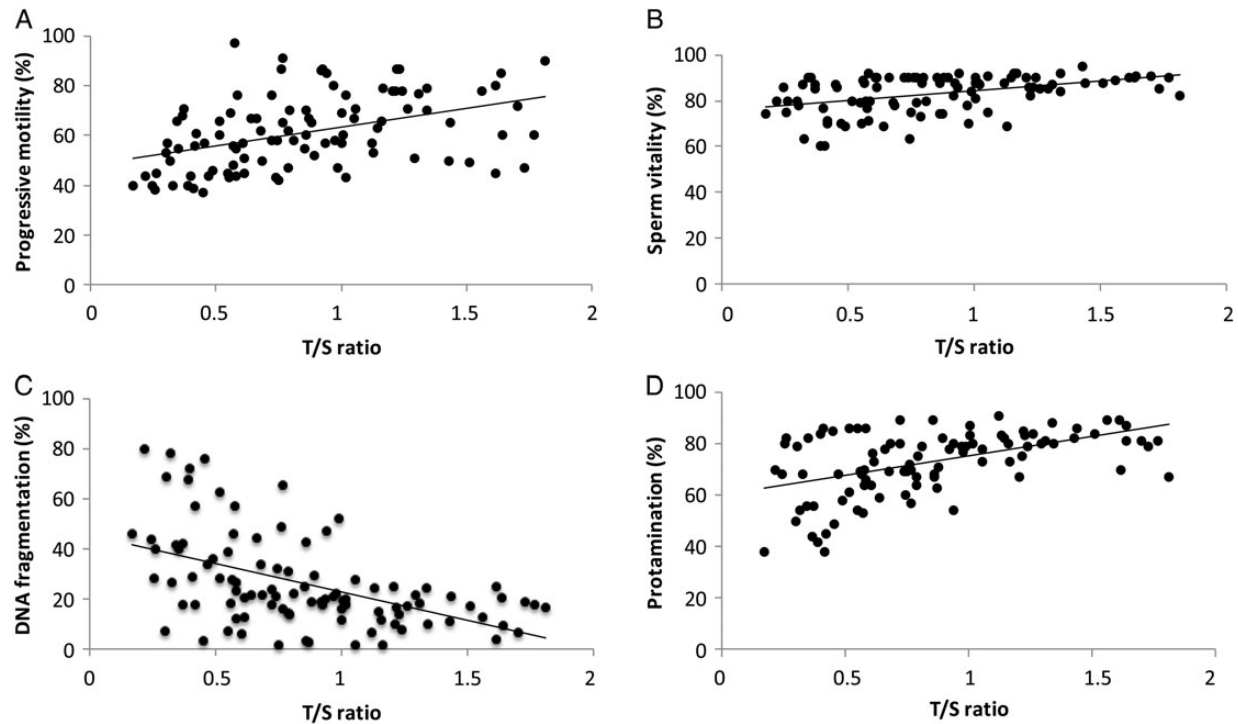 A
Progressive motility (%)
100
80
60
40
20
0
0 0.5 1 1.5 2
T/S ratio
B
Sperm vitality (%)
100
80
60
40
20
0
0 0.5 1 1.5 2
T/S ratio
C
DNA fragmentation (%)
100
80
60
40
20
0
0 0.5 1 1.5 2
T/S ratio
D
Protamination (%)
100
80
60
40
20
0
0 0.5 1 1.5 2
T/S ratio